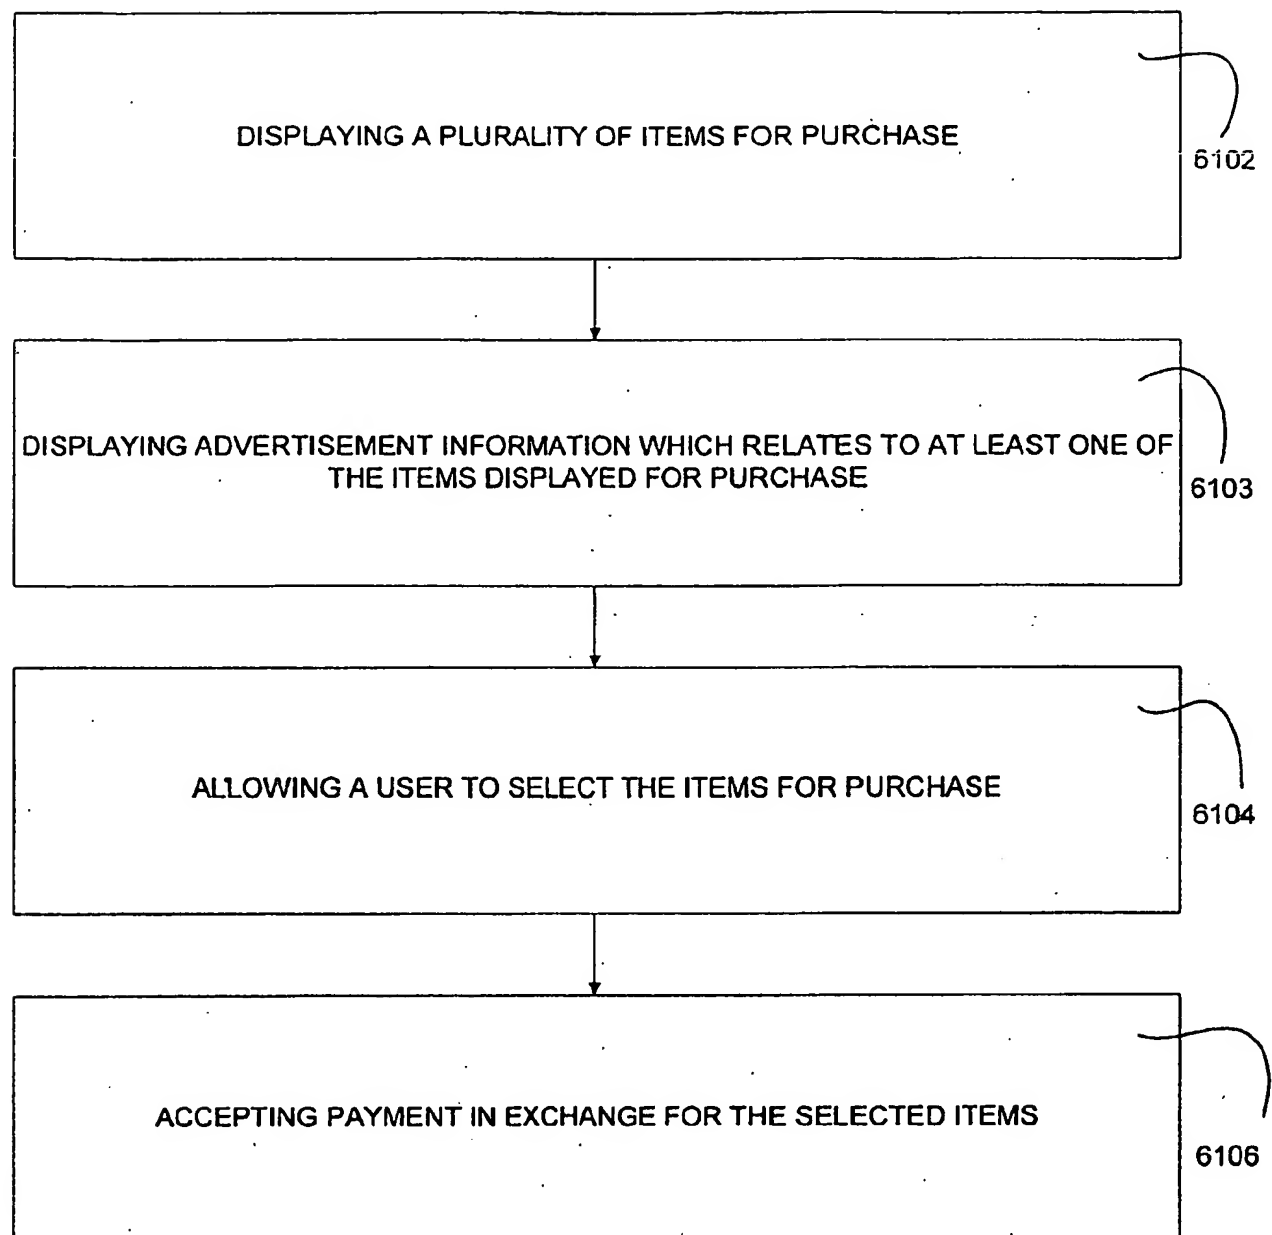 DISPLAYING A PLURALITY OF ITEMS FOR PURCHASE
6102
DISPLAYING ADVERTISEMENT INFORMATION WHICH RELATES TO AT LEAST ONE OF
THE ITEMS DISPLAYED FOR PURCHASE
6103
ALLOWING A USER TO SELECT THE ITEMS FOR PURCHASE
6104
ACCEPTING PAYMENT IN EXCHANGE FOR THE SELECTED ITEMS
6106